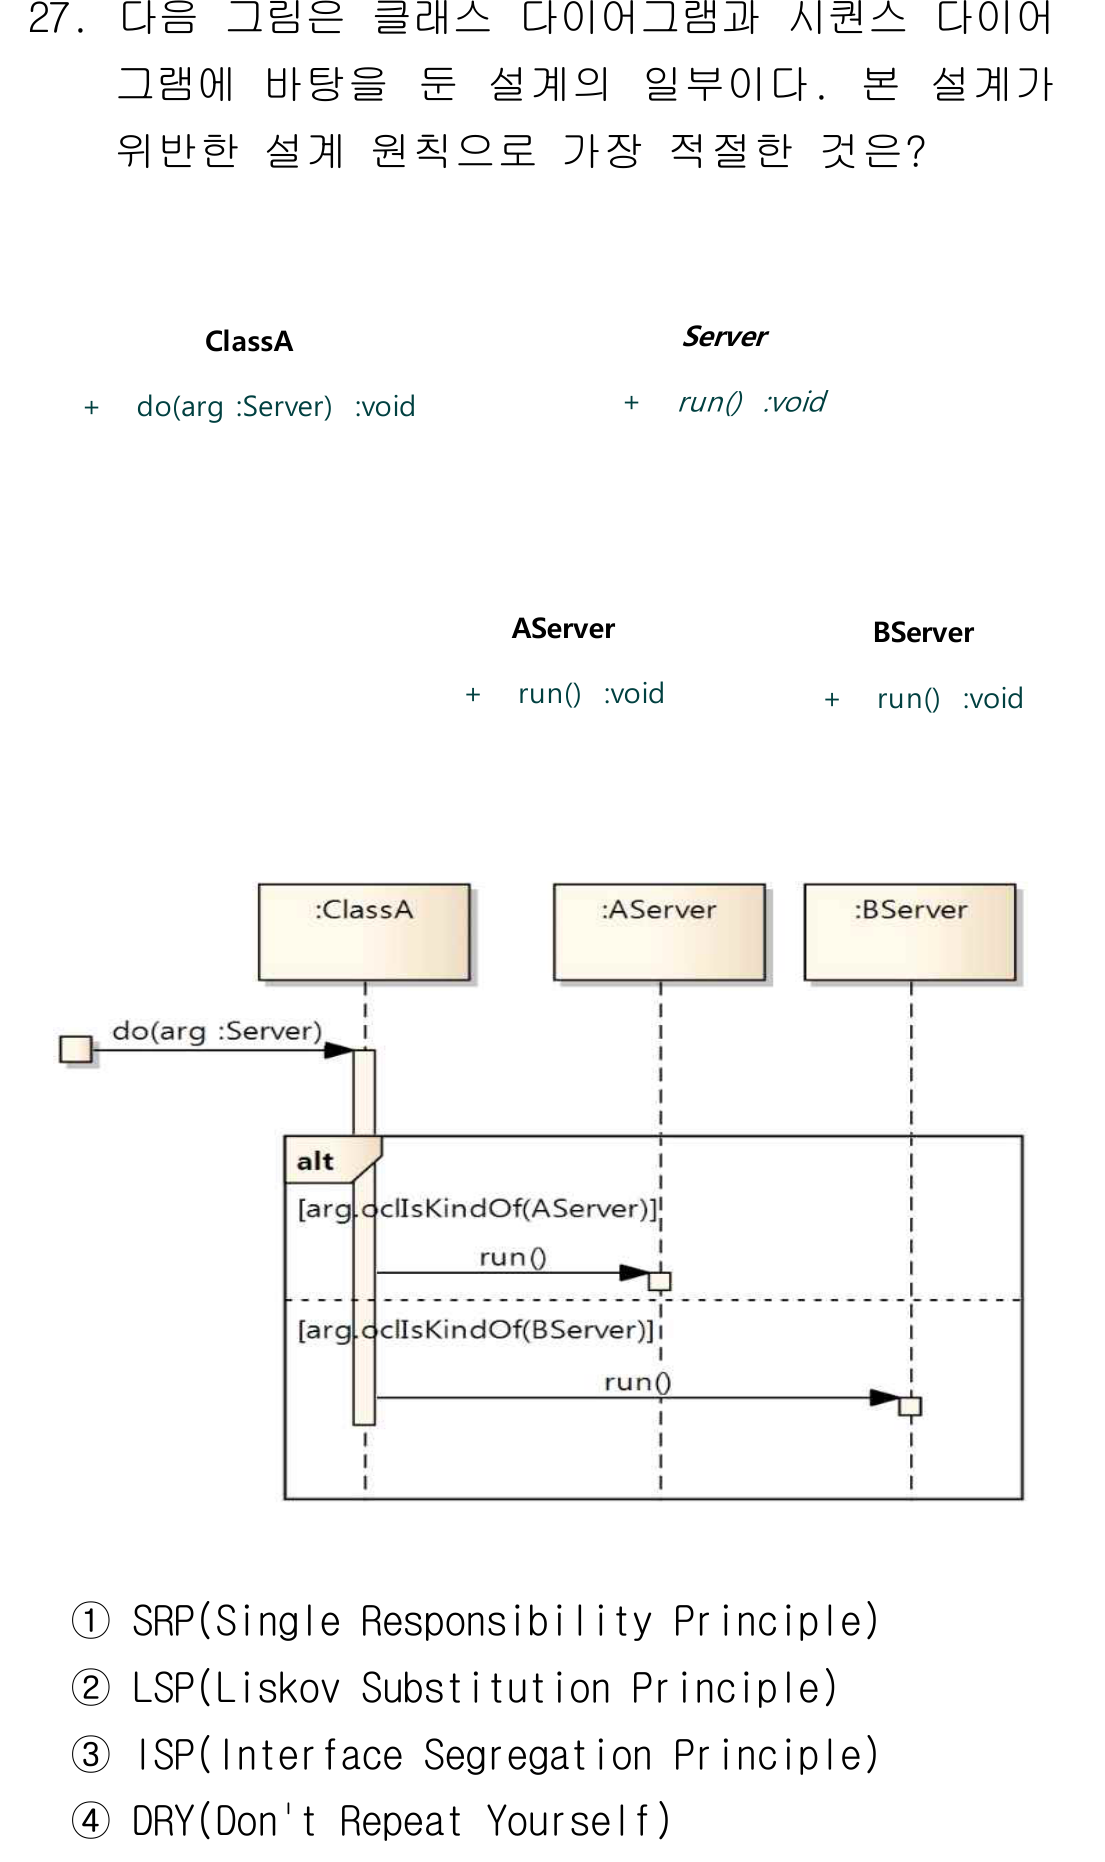 27. 다음 그림은 클래스 다이어그램과 시퀀스 다이어
그램에 바탕을 둔 설계의 일부이다. 본 설계가
위반한 설계 원칙으로 가장 적절한 것은?
ClassA
+ do(arg :Server) :void
Server
+ run() :void
AServer
+ run() :void
BServer
+ run() :void
:ClassA
:AServer
:BServer
do(arg :Server)
alt
[arg.oclIsKindOf(AServer)]
run()
[arg.oclIsKindOf(BServer)]
run()
① SRP(Single Responsibility Principle)
② LSP(Liskov Substitution Principle)
③ ISP(Interface Segregation Principle)
④ DRY(Don't Repeat Yourself)